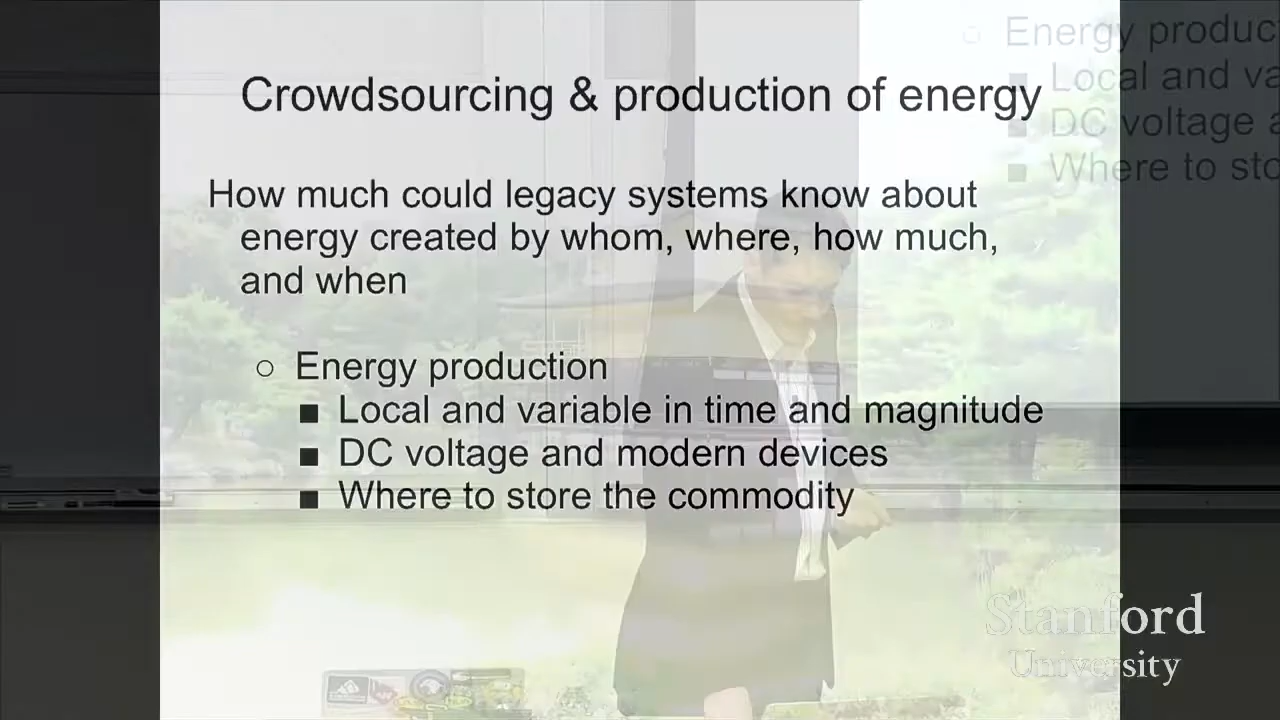 Crowdsourcing & production of energy
How much could legacy systems know about
energy created by whom, where, how much,
and when
○ Energy production
■ Local and variable in time and magnitude
■ DC voltage and modern devices
■ Where to store the commodity
○ Energy produc
■ Local and va
■ DC voltage a
■ Where to sto
Stanford
University